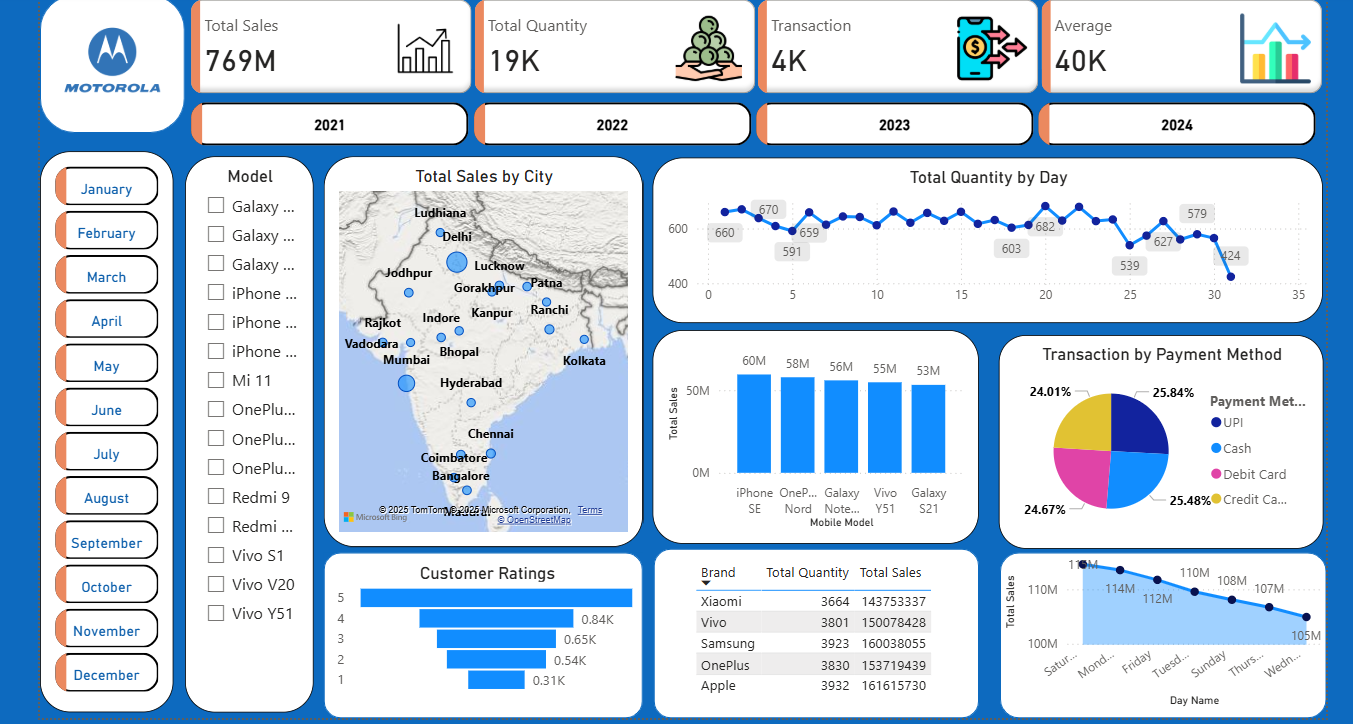 MOTOROLA
Total Sales
769M
Total Quantity
19K
Transaction
4K
Average
40K
2021
2022
2023
2024
January
February
March
April
May
June
July
August
September
October
November
December
Model
Galaxy ...
Galaxy ...
Galaxy ...
iPhone ...
iPhone ...
iPhone ...
Mi 11
OnePlu...
OnePlu...
OnePlu...
Redmi 9
Redmi ...
Vivo S1
Vivo V20
Vivo Y51
Total Sales by City
Ludhiana
Delhi
Lucknow
Jodhpur
Gorakhpur
Patna
Kanpur
Ranchi
Rajkot
Indore
Vadodara
Mumbai
Bhopal
Kolkata
Hyderabad
Chennai
Coimbatore
Bangalore
© 2025 TomTom, © 2025 Microsoft Corporation, Terms
Microsoft Bing
© OpenStreetMap
Total Quantity by Day
600
400
660
670
591
659
603
682
539
627
579
424
0
5
10
15
20
25
30
35
Total Sales
50M
0M
60M
58M
56M
55M
53M
iPhone SE
OneP... Nord
Galaxy Note...
Vivo Y51
Galaxy S21
Mobile Model
Transaction by Payment Method
24.01%
25.84%
24.67%
25.48%
Payment Met...
UPI
Cash
Debit Card
Credit Ca...
Customer Ratings
5
4
0.84K
3
0.65K
2
0.54K
1
0.31K
Brand Total Quantity Total Sales
Xiaomi 3664 143753337
Vivo 3801 150078428
Samsung 3923 160038055
OnePlus 3830 153719439
Apple 3932 161615730
Total Sales
110M
100M
114M
112M
110M
108M
107M
105M
Satur...
Mond...
Friday
Tuesd...
Sunday
Thurs...
Wedn...
Day Name